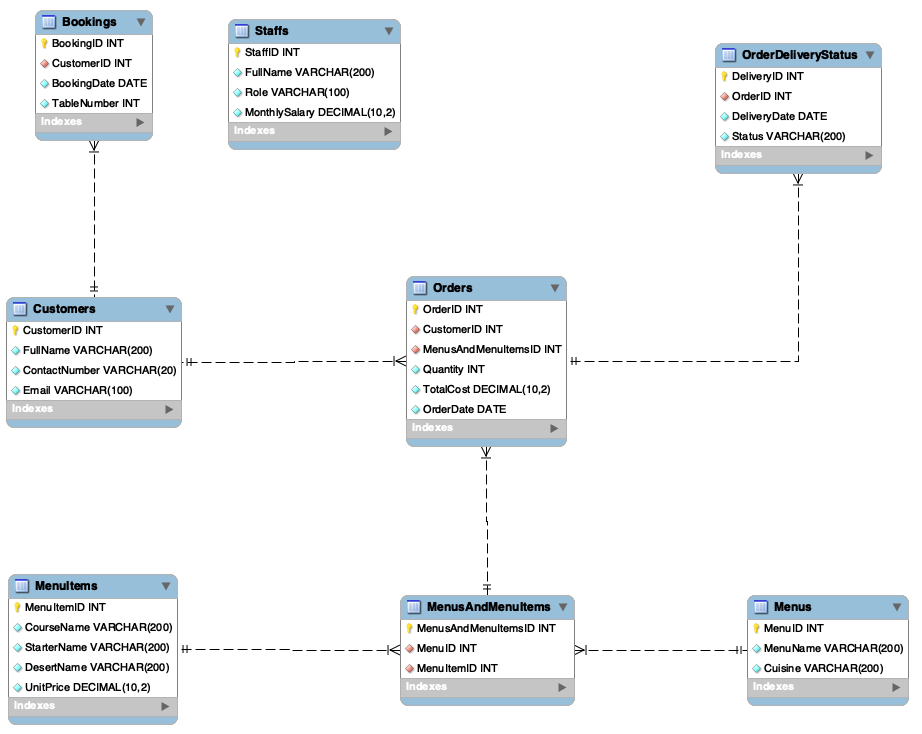 Bookings
BookingID INT
CustomerID INT
BookingDate DATE
TableNumber INT
Indexes
Staffs
StaffID INT
FullName VARCHAR(200)
Role VARCHAR(100)
MonthlySalary DECIMAL(10,2)
Indexes
OrderDeliveryStatus
DeliveryID INT
OrderID INT
DeliveryDate DATE
Status VARCHAR(200)
Indexes
Customers
CustomerID INT
FullName VARCHAR(200)
ContactNumber VARCHAR(20)
Email VARCHAR(100)
Indexes
Orders
OrderID INT
CustomerID INT
MenusAndMenuItemsID INT
Quantity INT
TotalCost DECIMAL(10,2)
OrderDate DATE
Indexes
MenuItems
MenuItemID INT
CourseName VARCHAR(200)
StarterName VARCHAR(200)
DesertName VARCHAR(200)
UnitPrice DECIMAL(10,2)
Indexes
MenusAndMenuItems
MenusAndMenuItemsID INT
MenuID INT
MenuItemID INT
Indexes
Menus
MenuID INT
MenuName VARCHAR(200)
Cuisine VARCHAR(200)
Indexes